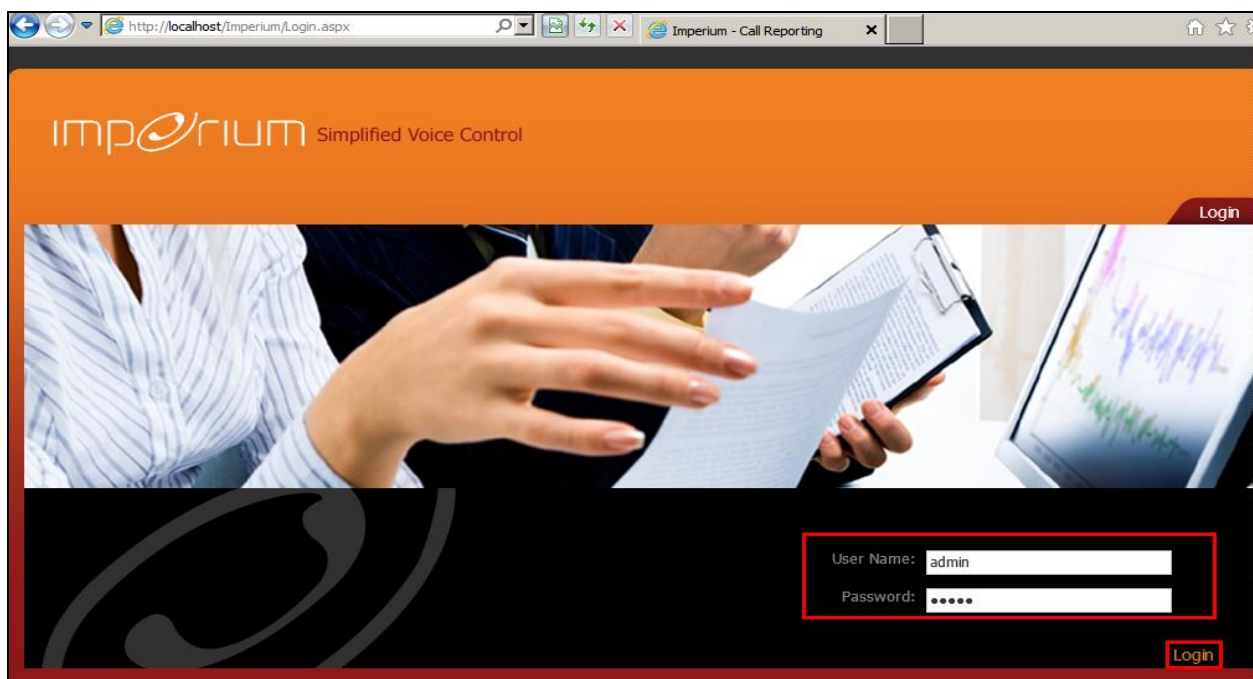 http://localhost/Imperium/Login.aspx
Imperium - Call Reporting
Imperium Simplified Voice Control
Login
User Name: admin
Password: •••••
Login